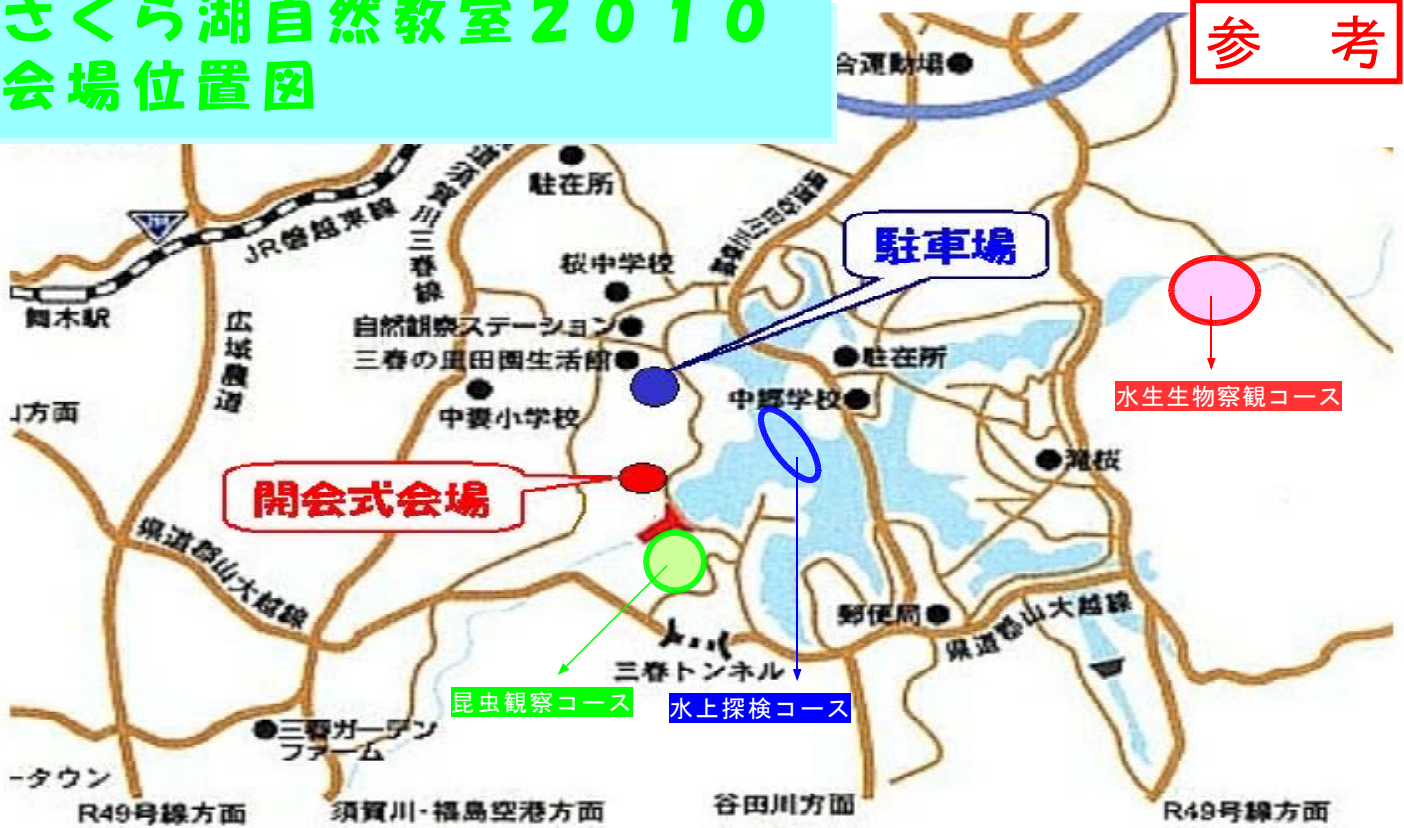 さくら湖自然教室２０１０
会場位置図
参　考
合運動場
駐在所
道須賀川三春線
JR磐越東線
舞木駅
広域農道
桜中学校
自然観察ステーション
三春の里田園生活館
中妻小学校
駐車場
駐在所
中郷学校
水生生物察観コース
滝桜
開会式会場
県道郡山大越線
郵便局
県道郡山大越線
三春トンネル
昆虫観察コース
水上探検コース
三春ガーデン
ファーム
ータウン
R49号線方面
須賀川・福島空港方面
谷田川方面
R49号線方面